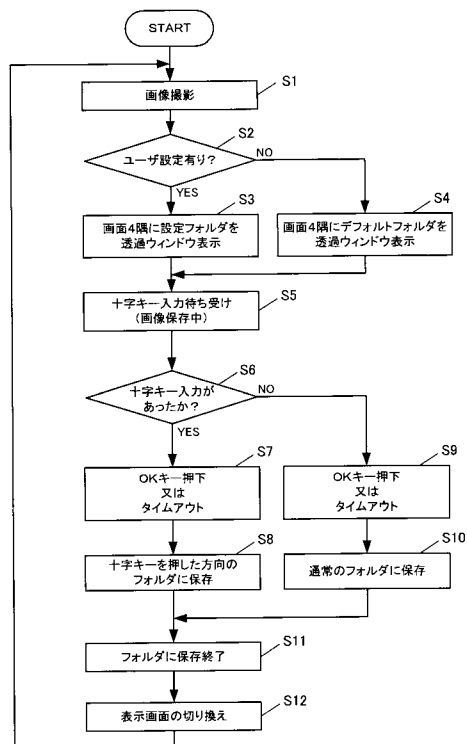 START
S1
画像撮影
S2
ユーザ設定有り?
NO
YES
S3
画面4隅に設定フォルダを
透過ウィンドウ表示
S4
画面4隅にデフォルトフォルダを
透過ウィンドウ表示
S5
十字キー入力待ち受け
(画像保存中)
S6
十字キー入力が
あったか?
NO
YES
S7
OKキー押下
又は
タイムアウト
S9
OKキー押下
又は
タイムアウト
S8
十字キーを押した方向の
フォルダに保存
S10
通常のフォルダに保存
S11
フォルダに保存終了
S12
表示画面の切り換え